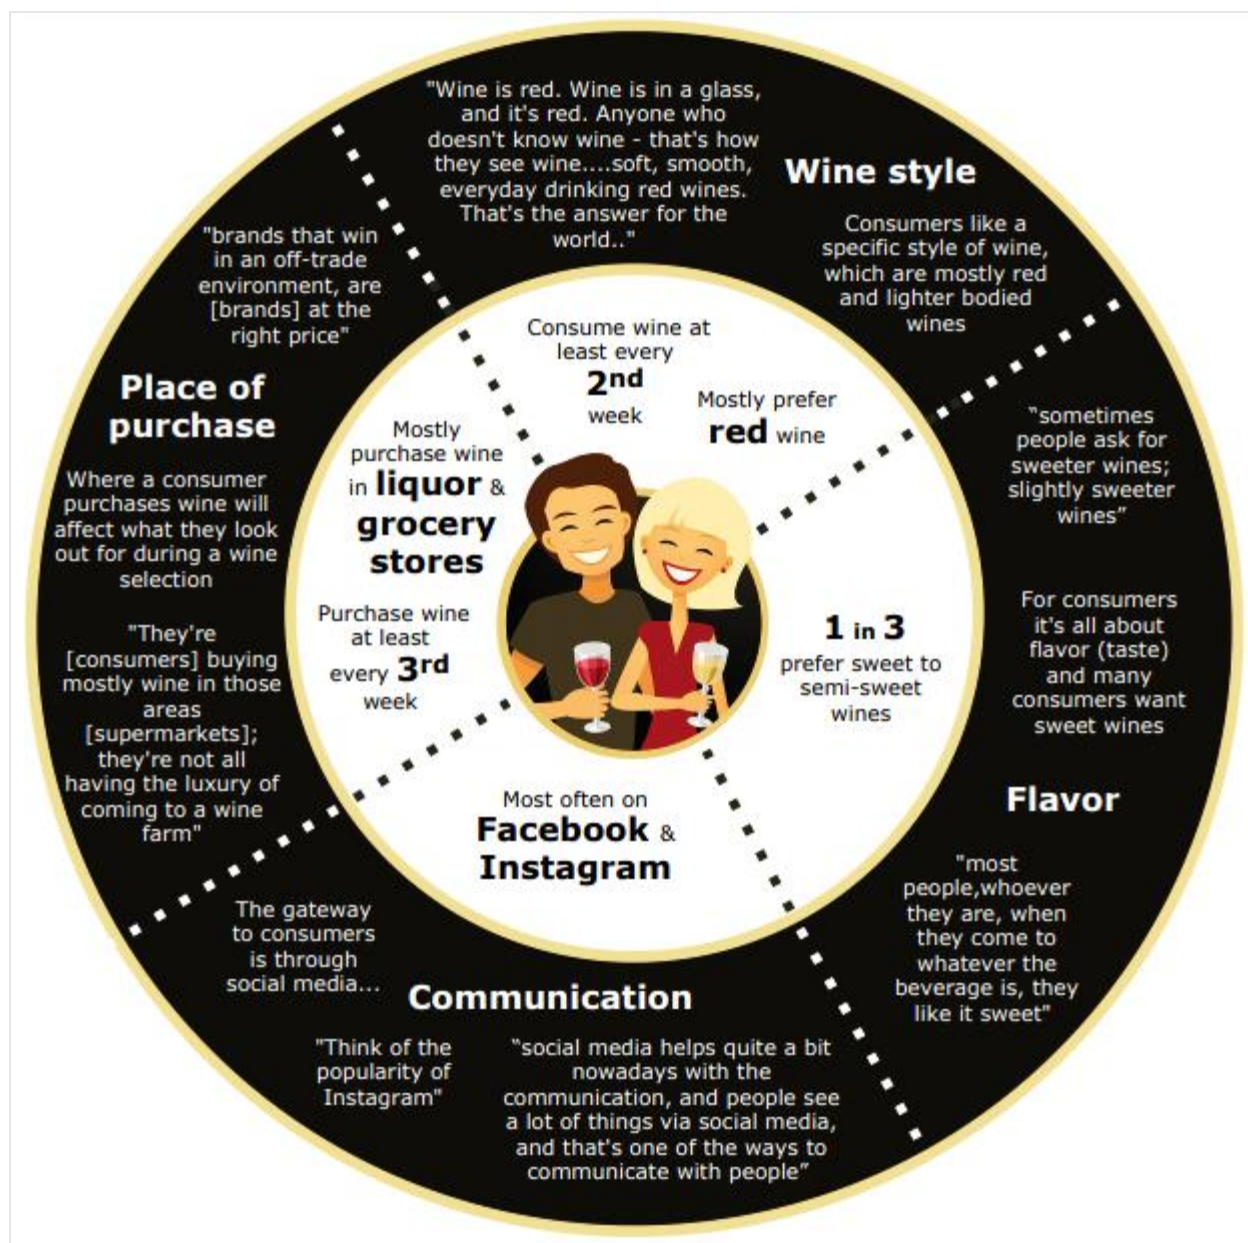 "Wine is red. Wine is in a glass,
and it's red. Anyone who
doesn't know wine - that's how
they see wine....soft, smooth,
everyday drinking red wines.
That's the answer for the
world.."
Wine style
Consumers like a
specific style of wine,
which are mostly red
and lighter bodied
wines
"brands that win
in an off-trade
environment, are
[brands] at the
right price"
Place of
purchase
Where a consumer
purchases wine will
affect what they look
out for during a wine
selection
"They're
[consumers] buying
mostly wine in those
areas
[supermarkets];
they're not all
having the luxury of
coming to a wine
farm"
Consume wine at
least every
2nd
week
Mostly prefer
red wine
Mostly
purchase wine
in liquor &
grocery
stores
Purchase wine
at least
every 3rd
week
1 in 3
prefer sweet to
semi-sweet
wines
Most often on
Facebook &
Instagram
“sometimes
people ask for
sweeter wines;
slightly sweeter
wines”
For consumers
it's all about
flavor (taste)
and many
consumers want
sweet wines
Flavor
"most
people,whoever
they are, when
they come to
whatever the
beverage is, they
like it sweet"
The gateway
to consumers
is through
social media...
Communication
"Think of the
popularity of
Instagram"
“social media helps quite a bit
nowadays with the
communication, and people see
a lot of things via social media,
and that's one of the ways to
communicate with people”